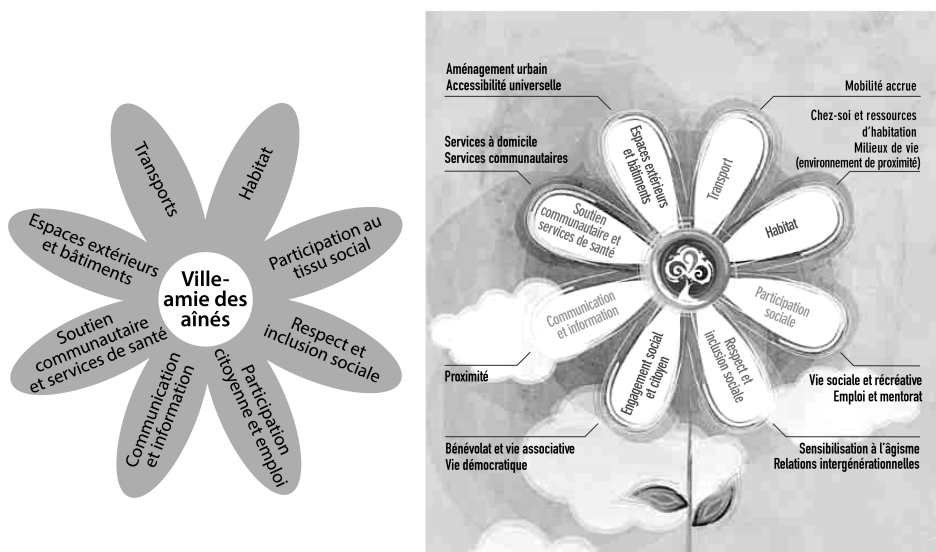 Transports
Habitat
Espaces extérieurs
et bâtiments
Participation au
tissu social
Ville-
amie des
aînés
Soutien
communautaire
et services de santé
Respect et
inclusion sociale
Communication
et information
Participation
citoyenne et emploi
Aménagement urbain
Accessibilité universelle
Mobilité accrue
Chez-soi et ressources
d'habitation
Milieux de vie
(environnement de proximité)
Services à domicile
Services communautaires
Espaces extérieurs
et bâtiments
Transport
Soutien
communautaire et
services de santé
Habitat
Communication
et information
Participation
sociale
Engagement social
et citoyen
Respect et
inclusion sociale
Proximité
Vie sociale et récréative
Emploi et mentorat
Bénévolat et vie associative
Vie démocratique
Sensibilisation à l'âgisme
Relations intergénérationnelles